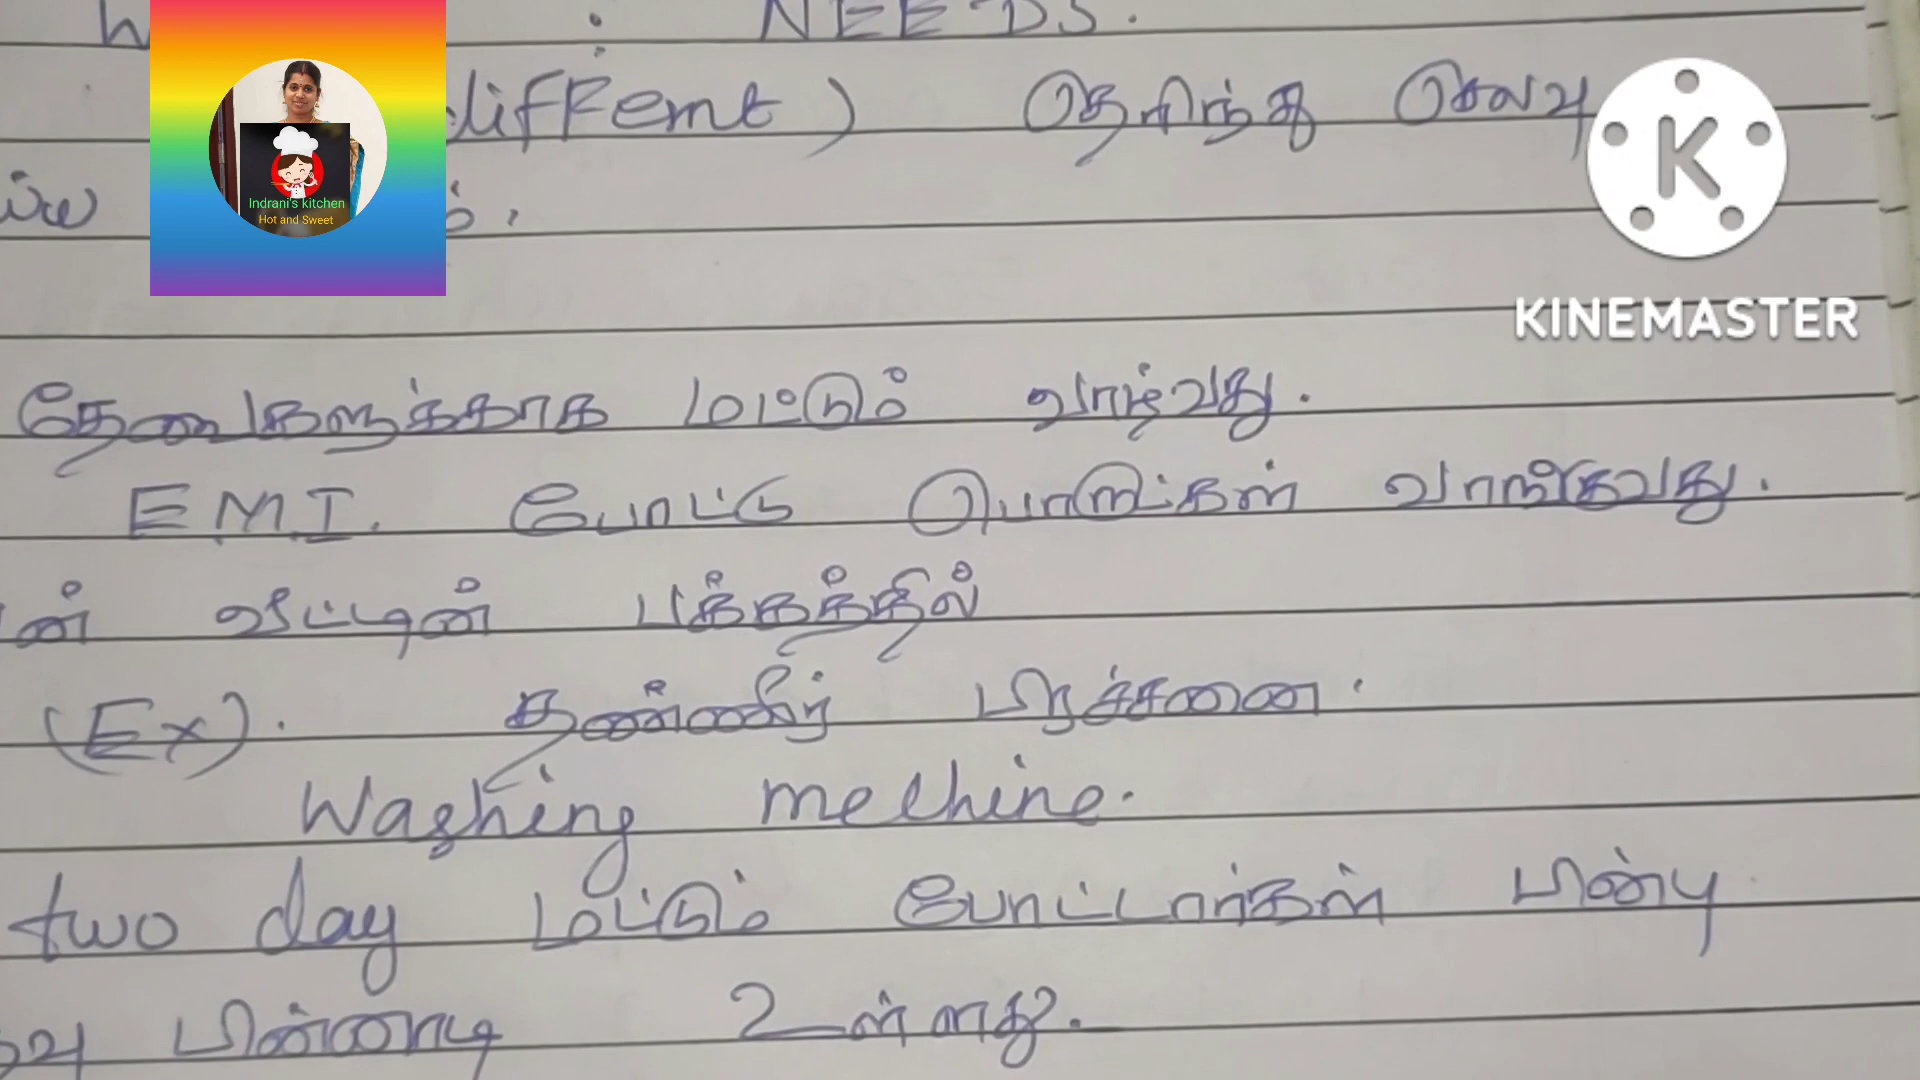 : NEEDS.
diffremt) தெரிந்து செலவு
ய்ய ம்.
தேவைகளுக்காக மட்டும் வாழ்வது.
E.M.I. போட்டு பொருட்கள் வாங்குவது.
ன் வீட்டின் பக்கத்தில்
(Ex). தண்ணீர் பிரச்சனை.
Washing mechine.
two day மட்டும் போட்டார்கள் பின்பு
பின்னாடி உள்ளது.
Indrani's kitchen
Hot and Sweet
K
KINEMASTER